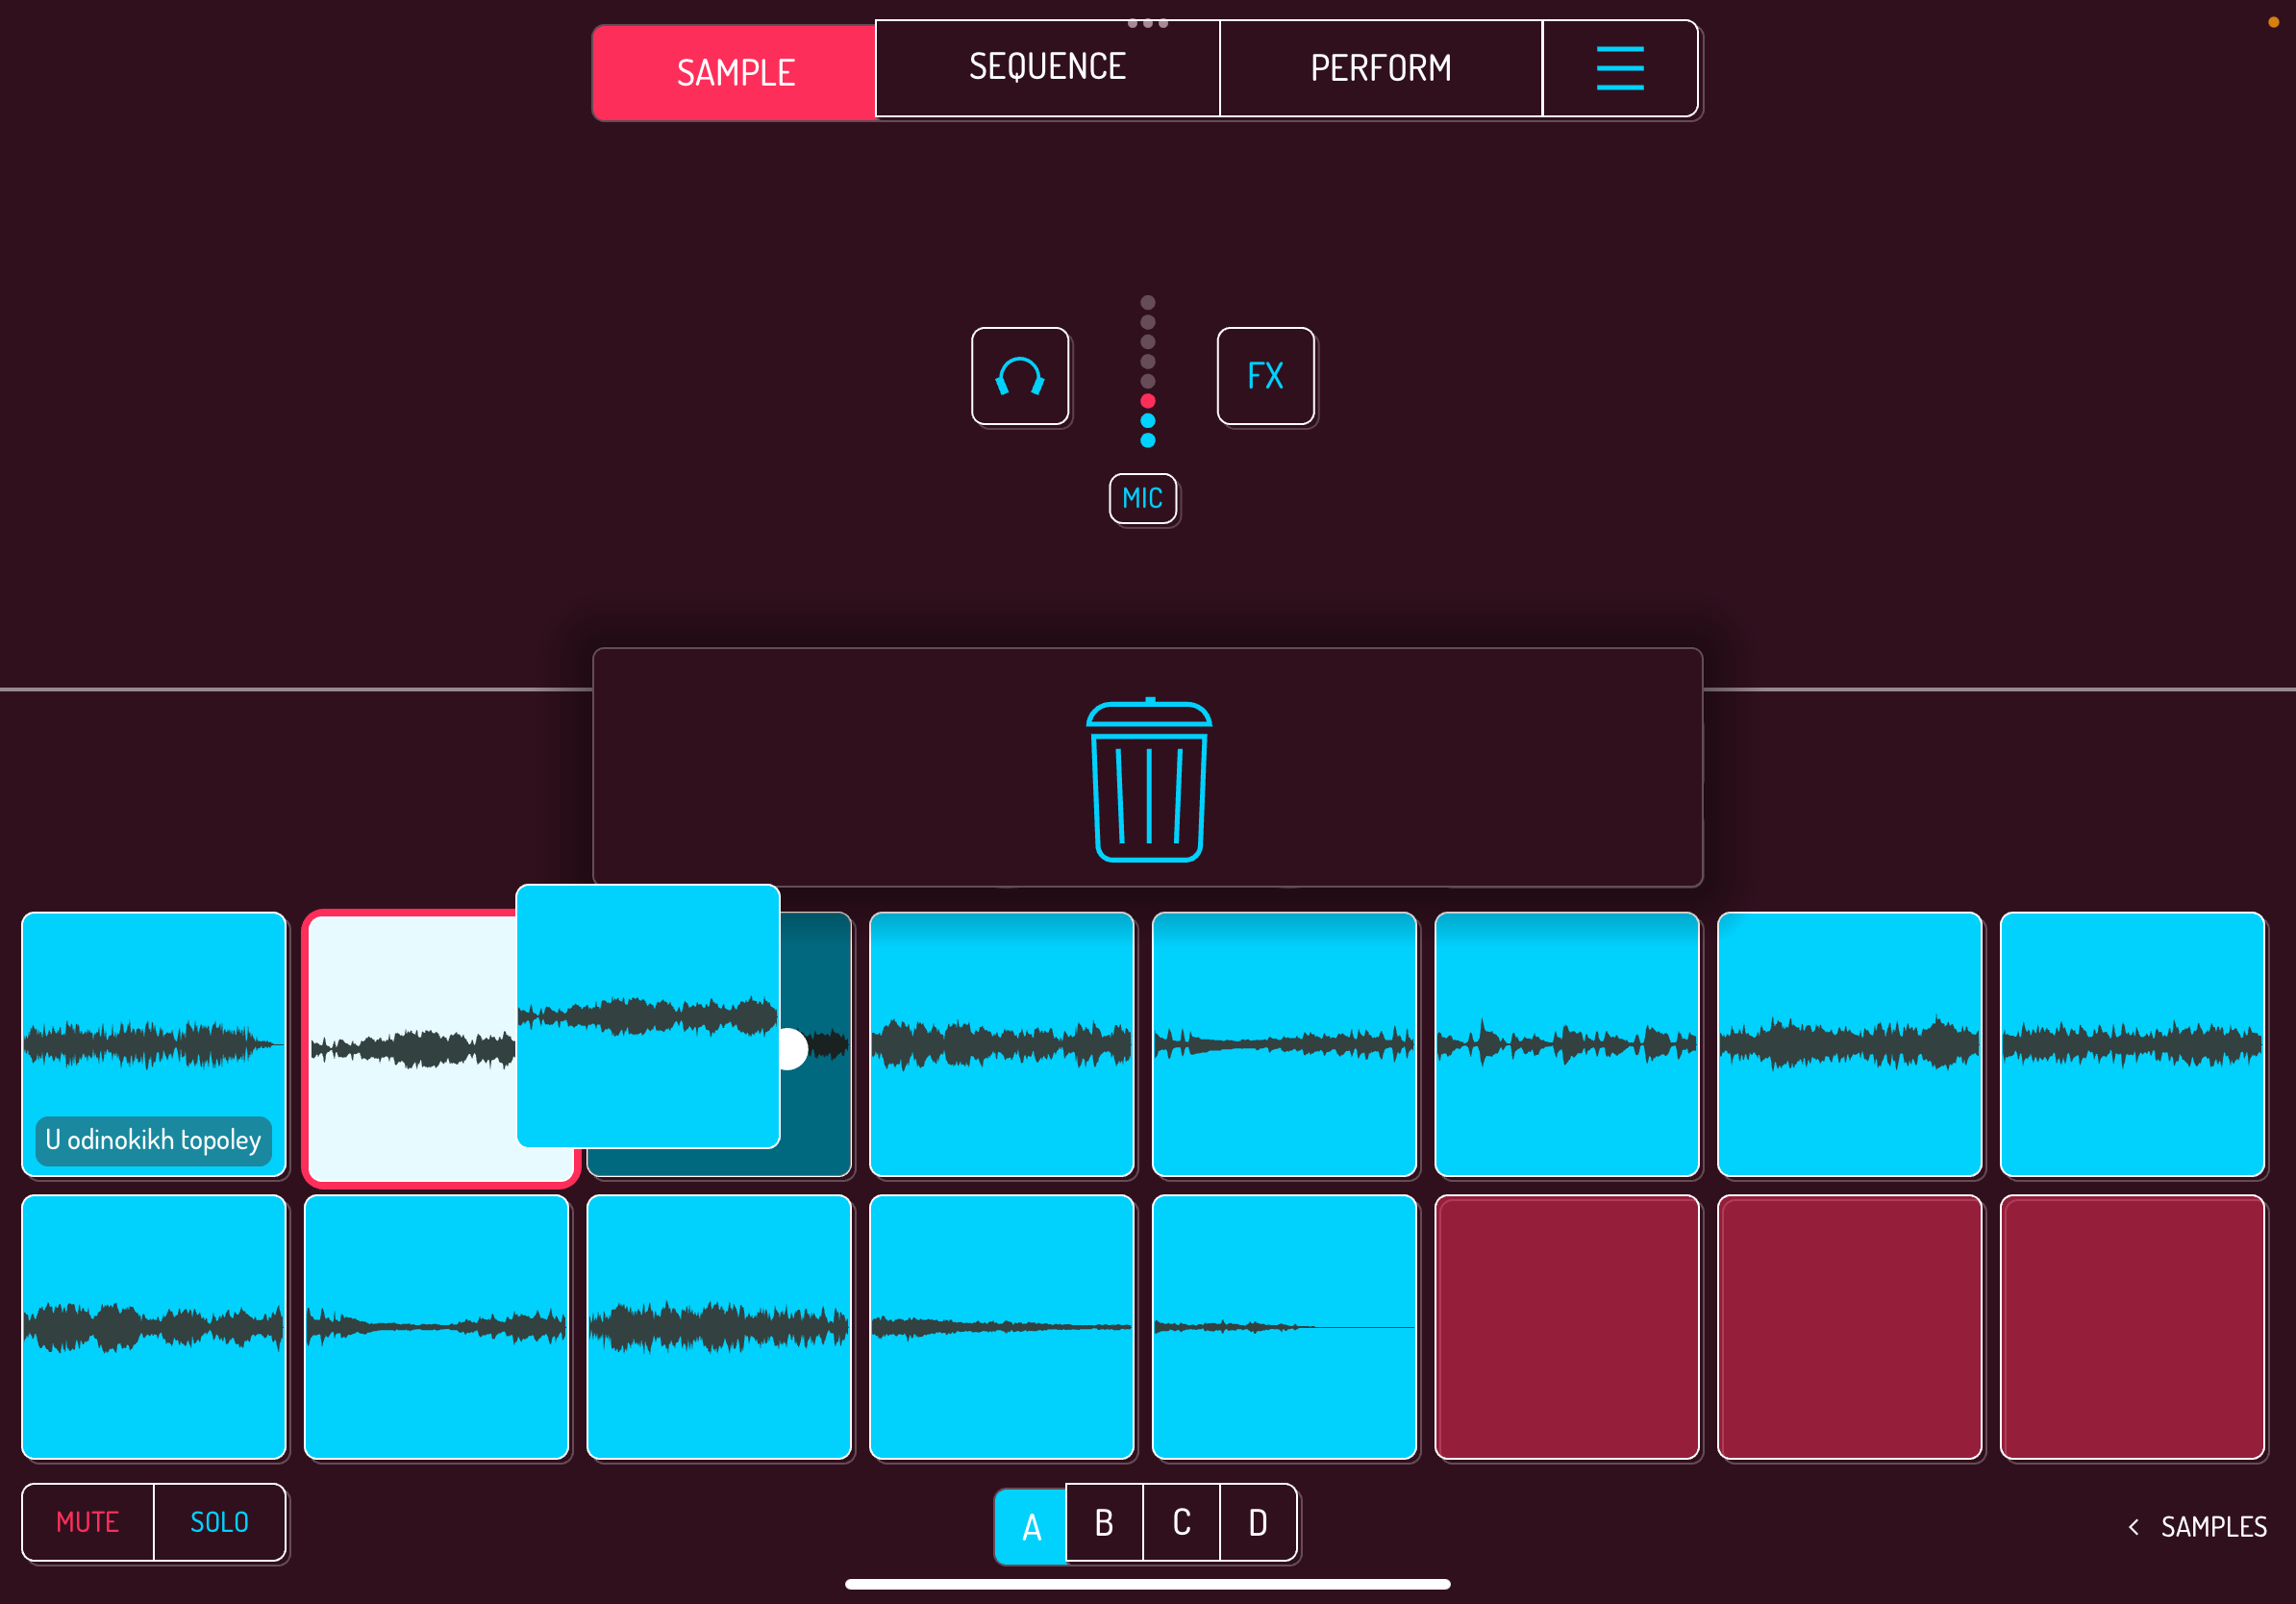 SAMPLE
SEQUENCE
PERFORM
FX
MIC
U odinokikh topoley
MUTE
SOLO
A
B
C
D
< SAMPLES